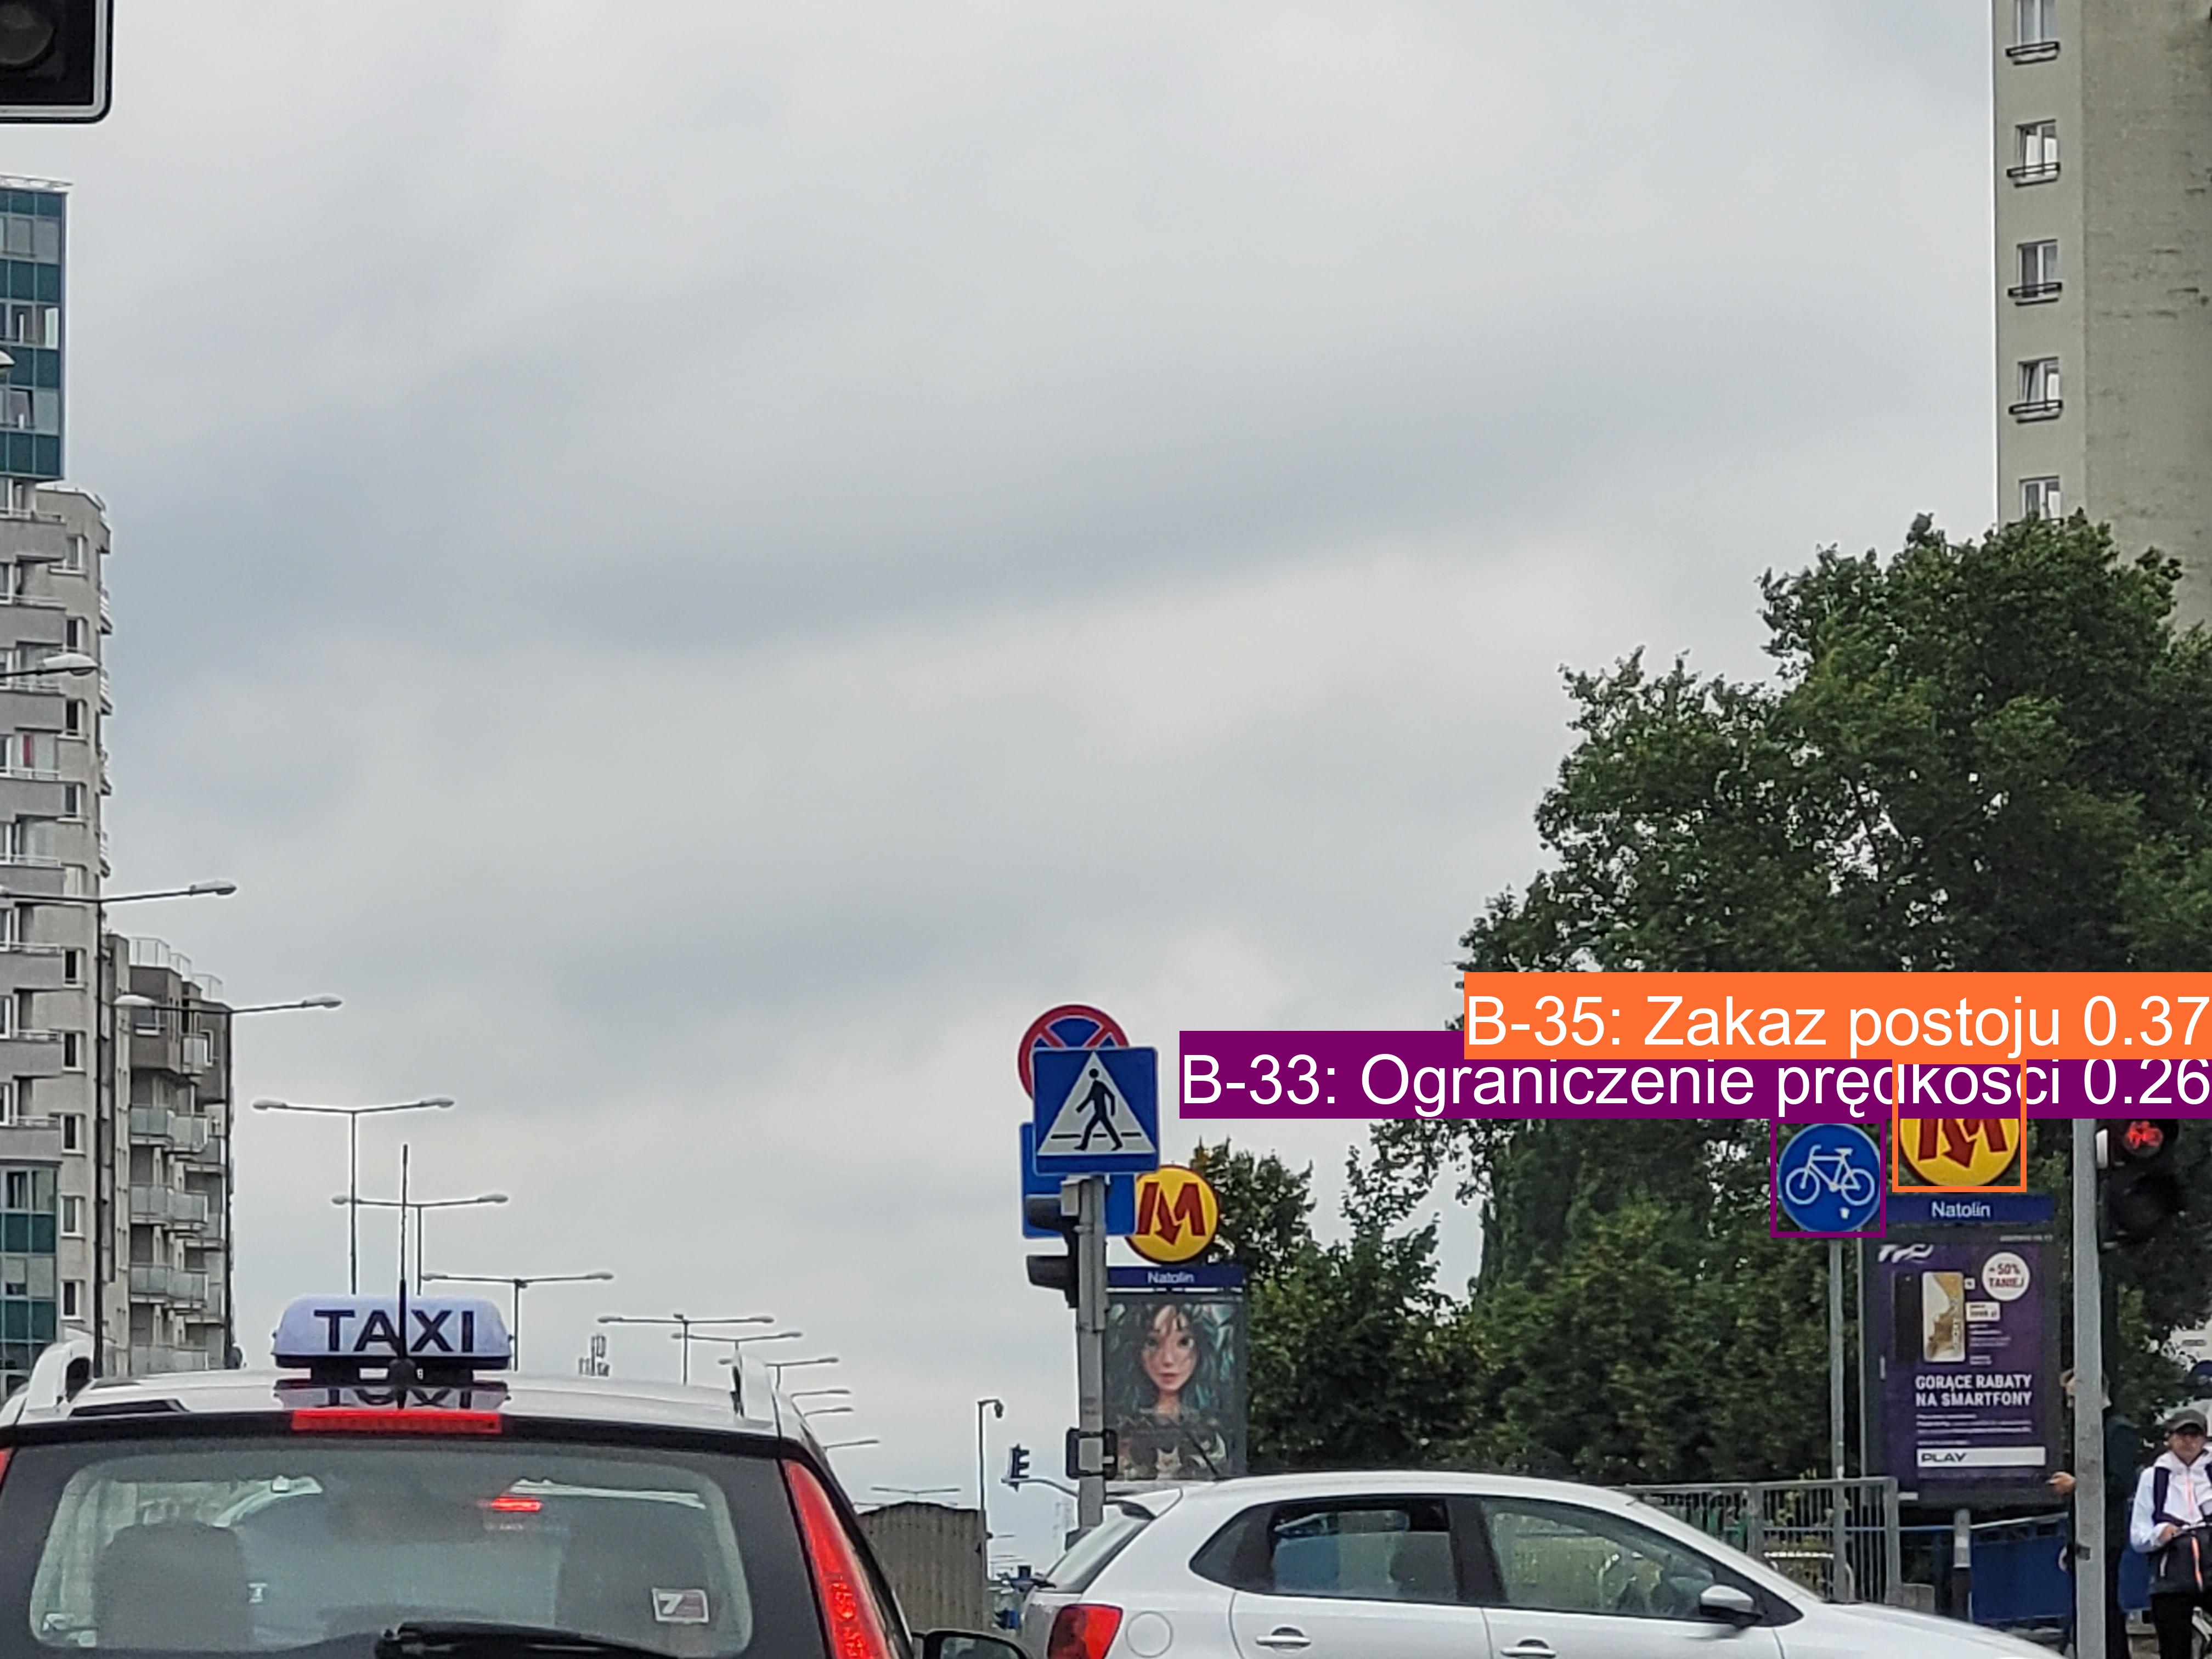 B-35: Zakaz postoju 0.37
B-33: Ograniczenie prędkości 0.26
M
Natolin
M
Natolin
-50%
TANIEJ
GORĄCE RABATY
NA SMARTFONY
PLAY
TAXI
7